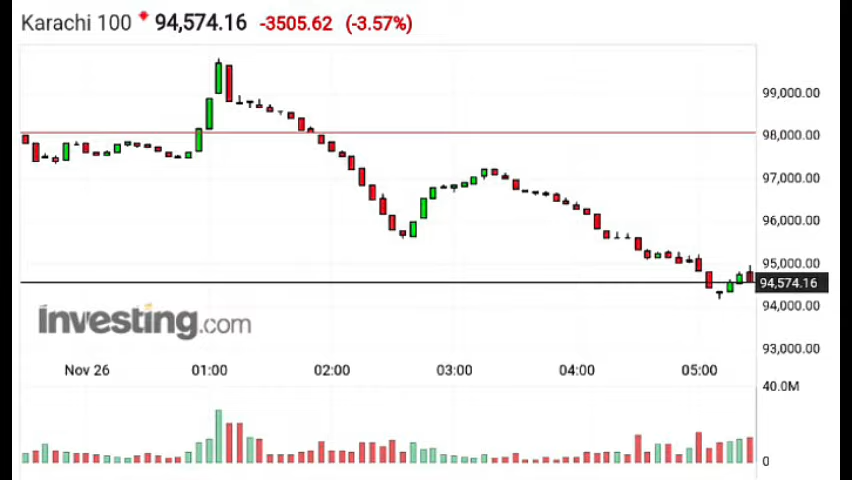 Karachi 100 94,574.16 -3505.62 (-3.57%)
99,000.00
98,000.00
97,000.00
96,000.00
95,000.00
94,574.16
94,000.00
Investing.com
93,000.00
Nov 26 01:00 02:00 03:00 04:00 05:00
40.0M
0